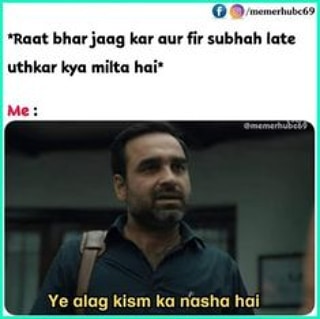 /memerhubc69
*Raat bhar jaag kar aur fir subhah late
uthkar kya milta hai*
Me :
@memerhubc69
Ye alag kism ka nasha hai